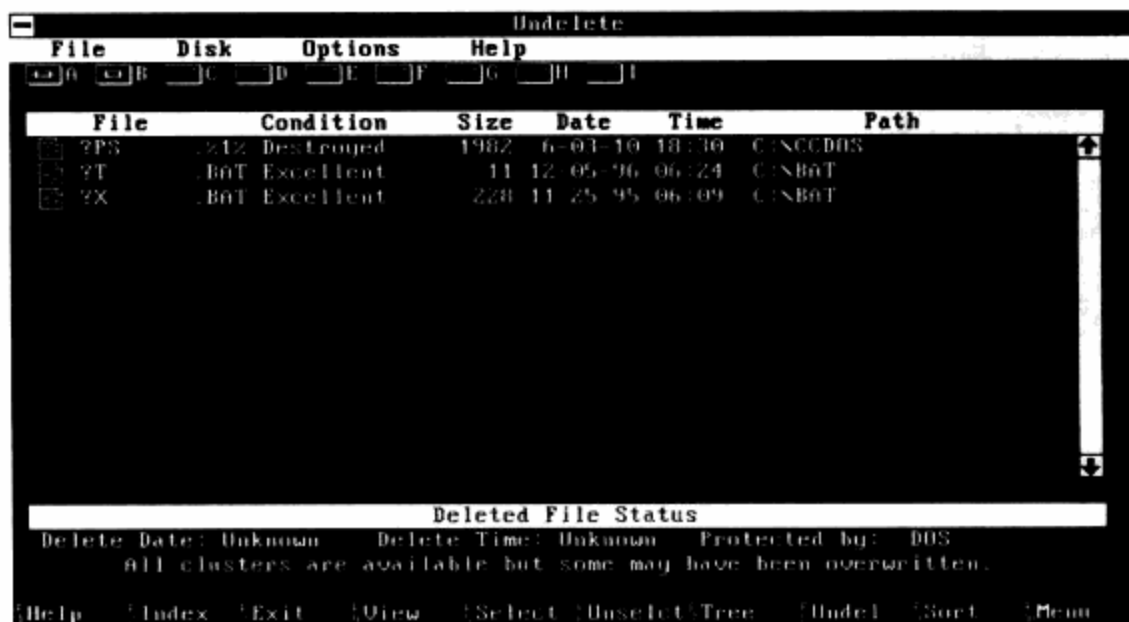 Undelete
File Disk Options Help
A B C D E F G H I
File Condition Size Date Time Path
?PS .%1% Destroyed 1982 6-03-10 18:30 C:\CCDOS
?T .BAT Excellent 11 12-05-96 06:24 C:\BAT
?X .BAT Excellent 228 11-25-95 06:09 C:\BAT
Deleted File Status
Delete Date: Unknown Delete Time: Unknown Protected by: DOS
All clusters are available but some may have been overwritten.
Help Index Exit View Select Unselct Tree Undel Sort Menu